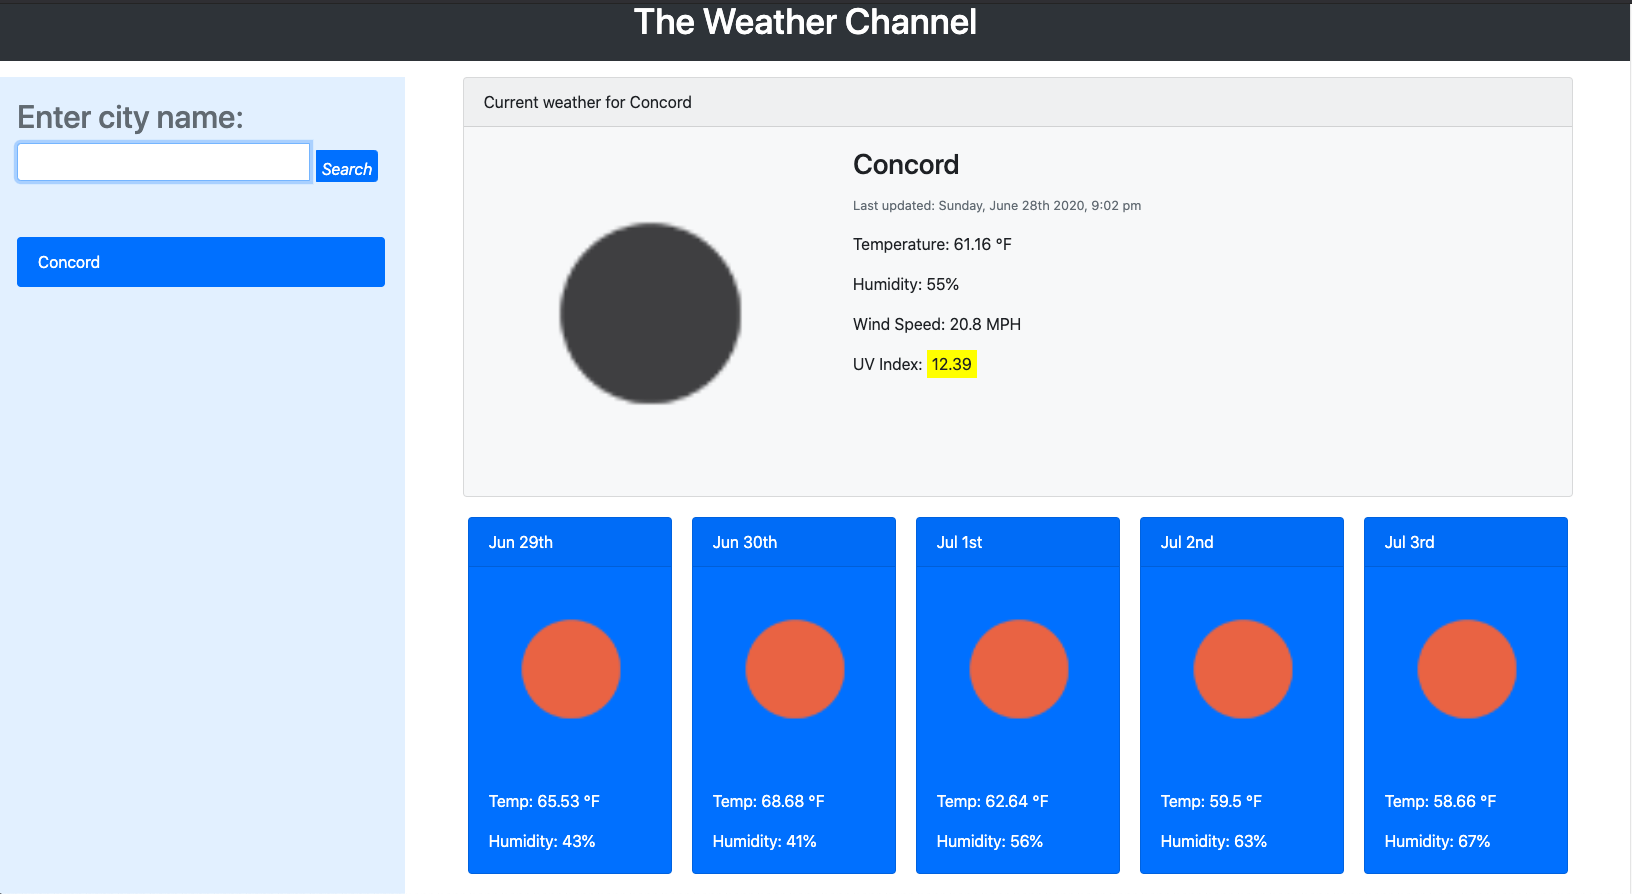 The Weather Channel
Enter city name:
Search
Concord
Current weather for Concord
Concord
Last updated: Sunday, June 28th 2020, 9:02 pm
Temperature: 61.16 °F
Humidity: 55%
Wind Speed: 20.8 MPH
UV Index: 12.39
Jun 29th
Temp: 65.53 °F
Humidity: 43%
Jun 30th
Temp: 68.68 °F
Humidity: 41%
Jul 1st
Temp: 62.64 °F
Humidity: 56%
Jul 2nd
Temp: 59.5 °F
Humidity: 63%
Jul 3rd
Temp: 58.66 °F
Humidity: 67%